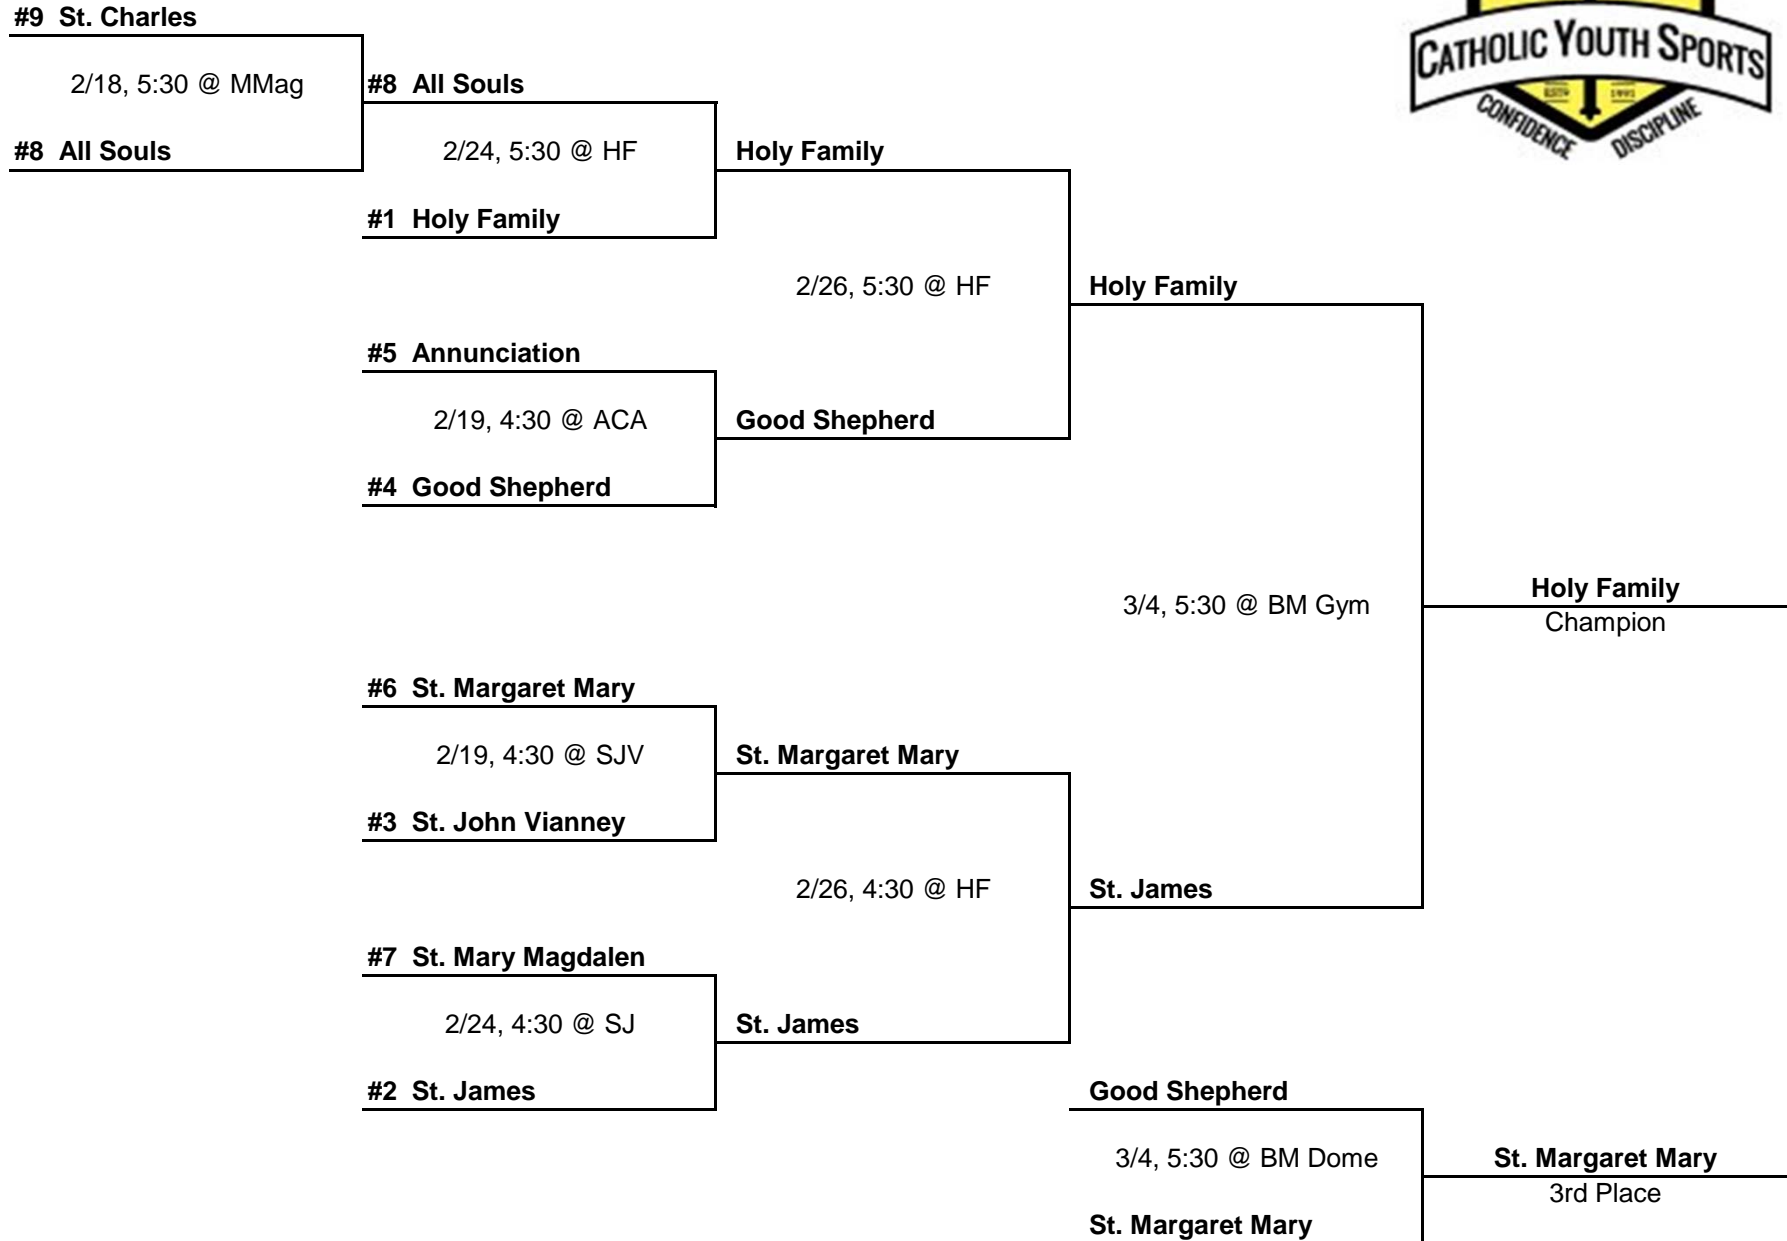 #9 St. Charles
2/18, 5:30 @ MMag
#8 All Souls
#8 All Souls
2/24, 5:30 @ HF
#1 Holy Family
Holy Family
2/26, 5:30 @ HF
#5 Annunciation
2/19, 4:30 @ ACA
#4 Good Shepherd
Good Shepherd
Holy Family
3/4, 5:30 @ BM Gym
Holy Family
Champion
#6 St. Margaret Mary
2/19, 4:30 @ SJV
#3 St. John Vianney
St. Margaret Mary
2/26, 4:30 @ HF
St. James
#7 St. Mary Magdalen
2/24, 4:30 @ SJ
#2 St. James
St. James
Good Shepherd
3/4, 5:30 @ BM Dome
St. Margaret Mary
St. Margaret Mary
3rd Place
CATHOLIC YOUTH SPORTS
CONFIDENCE
DISCIPLINE